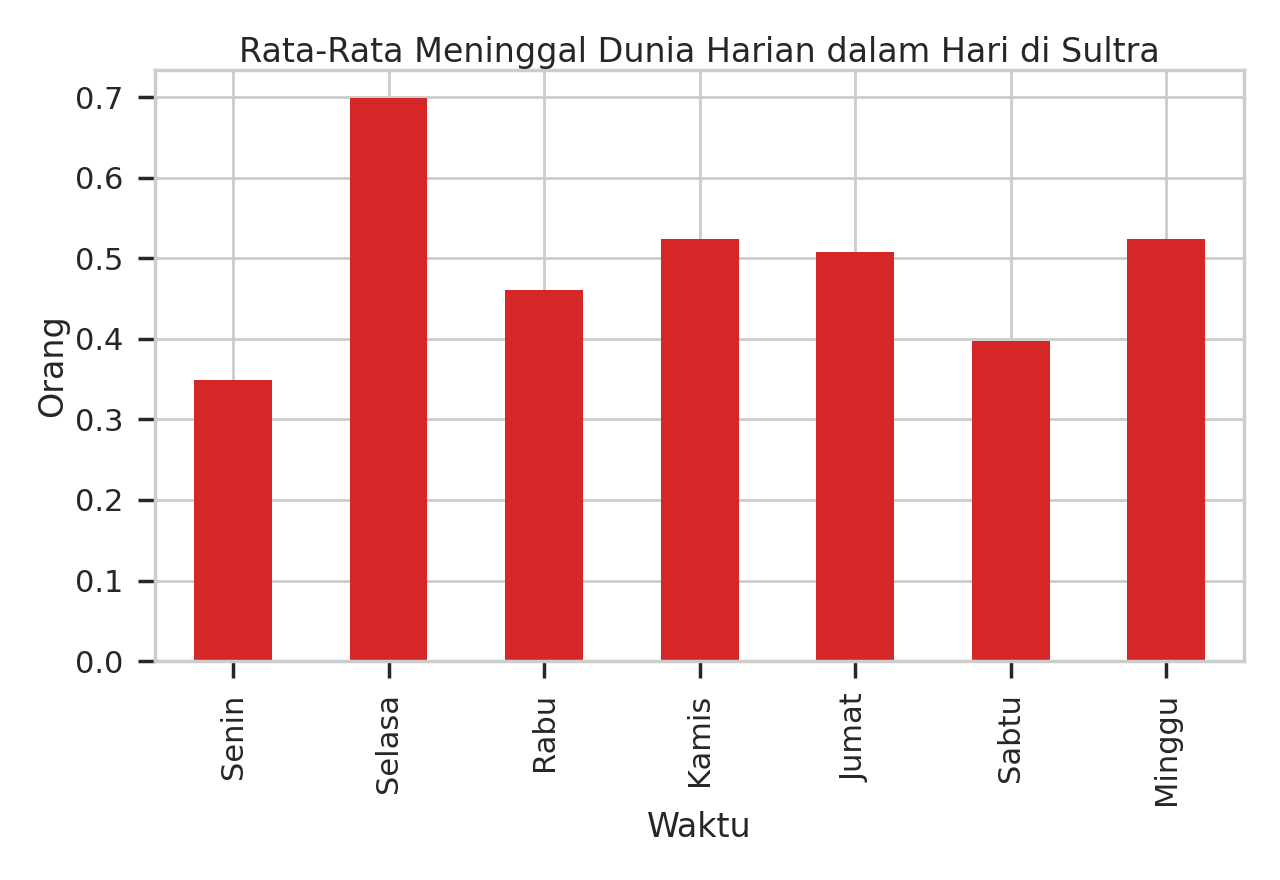 Rata-Rata Meninggal Dunia Harian dalam Hari di Sultra
0.7
0.6
0.5
0.4
0.3
0.2
0.1
0.0
Orang
Senin
Selasa
Rabu
Kamis
Jumat
Sabtu
Minggu
Waktu